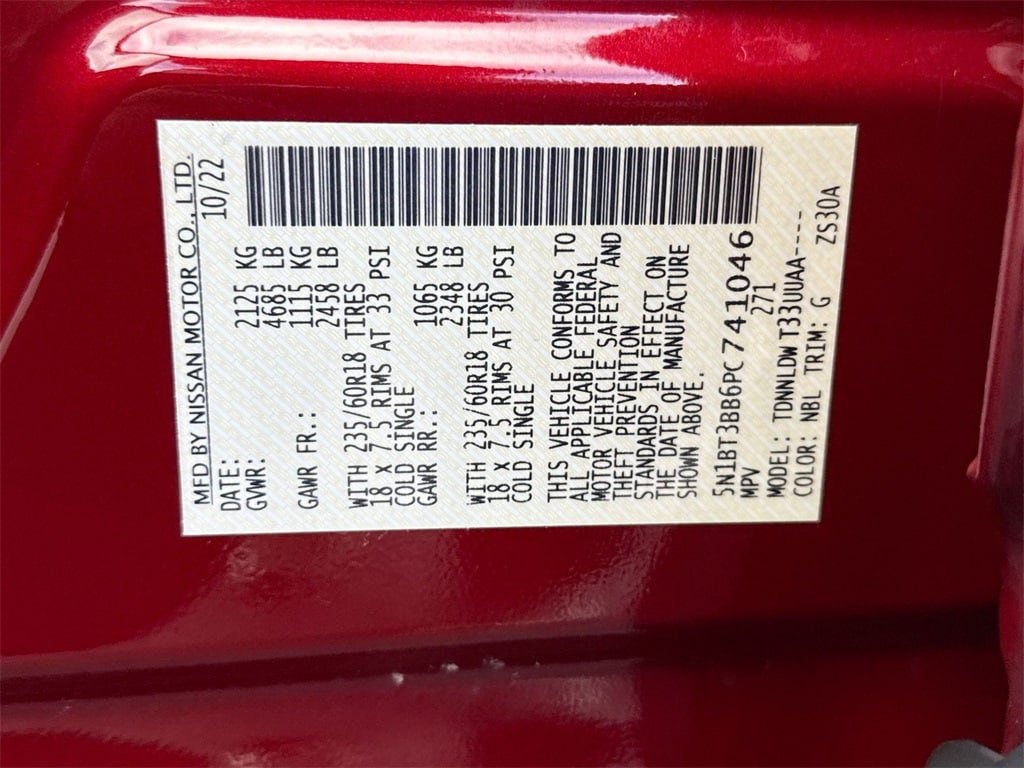 MFD BY NISSAN MOTOR CO., LTD.
DATE: 10/22
GVWR: 2125 KG
4685 LB
GAWR FR.: 1115 KG
2458 LB
WITH 235/60R18 TIRES
18 X 7.5 RIMS AT 33 PSI
COLD SINGLE
GAWR RR.: 1065 KG
2348 LB
WITH 235/60R18 TIRES
18 X 7.5 RIMS AT 30 PSI
COLD SINGLE
THIS VEHICLE CONFORMS TO
ALL APPLICABLE FEDERAL
MOTOR VEHICLE SAFETY AND
THEFT PREVENTION
STANDARDS IN EFFECT ON
THE DATE OF MANUFACTURE
SHOWN ABOVE.
5N1BT3BB6PC741046
MPV 271
MODEL: TDNNLDW T33UUAA----
COLOR: NBL TRIM: G ZS30A